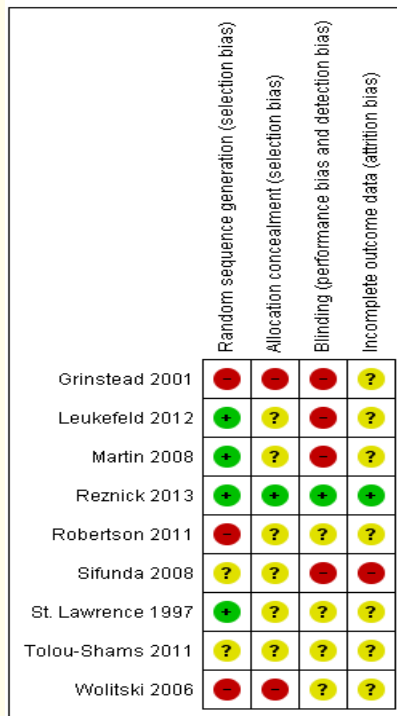 Random sequence generation (selection bias)
Allocation concealment (selection bias)
Blinding (performance bias and detection bias)
Incomplete outcome data (attrition bias)
Grinstead 2001 - - - ?
Leukefeld 2012 + ? - ?
Martin 2008 + ? - ?
Reznick 2013 + + + +
Robertson 2011 - ? ? ?
Sifunda 2008 ? ? - -
St. Lawrence 1997 + ? ? ?
Tolou-Shams 2011 ? ? ? ?
Wolitski 2006 - - ? ?